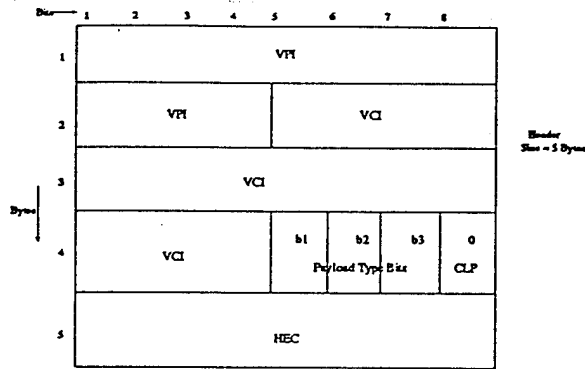 Bits 1 2 3 4 5 6 7 8
1 VPI
2 VPI VCI
Header
Size = 5 Bytes
3 VCI
Bytes
4 VCI b1 b2 b3 0
Payload Type Bits CLP
5 HEC